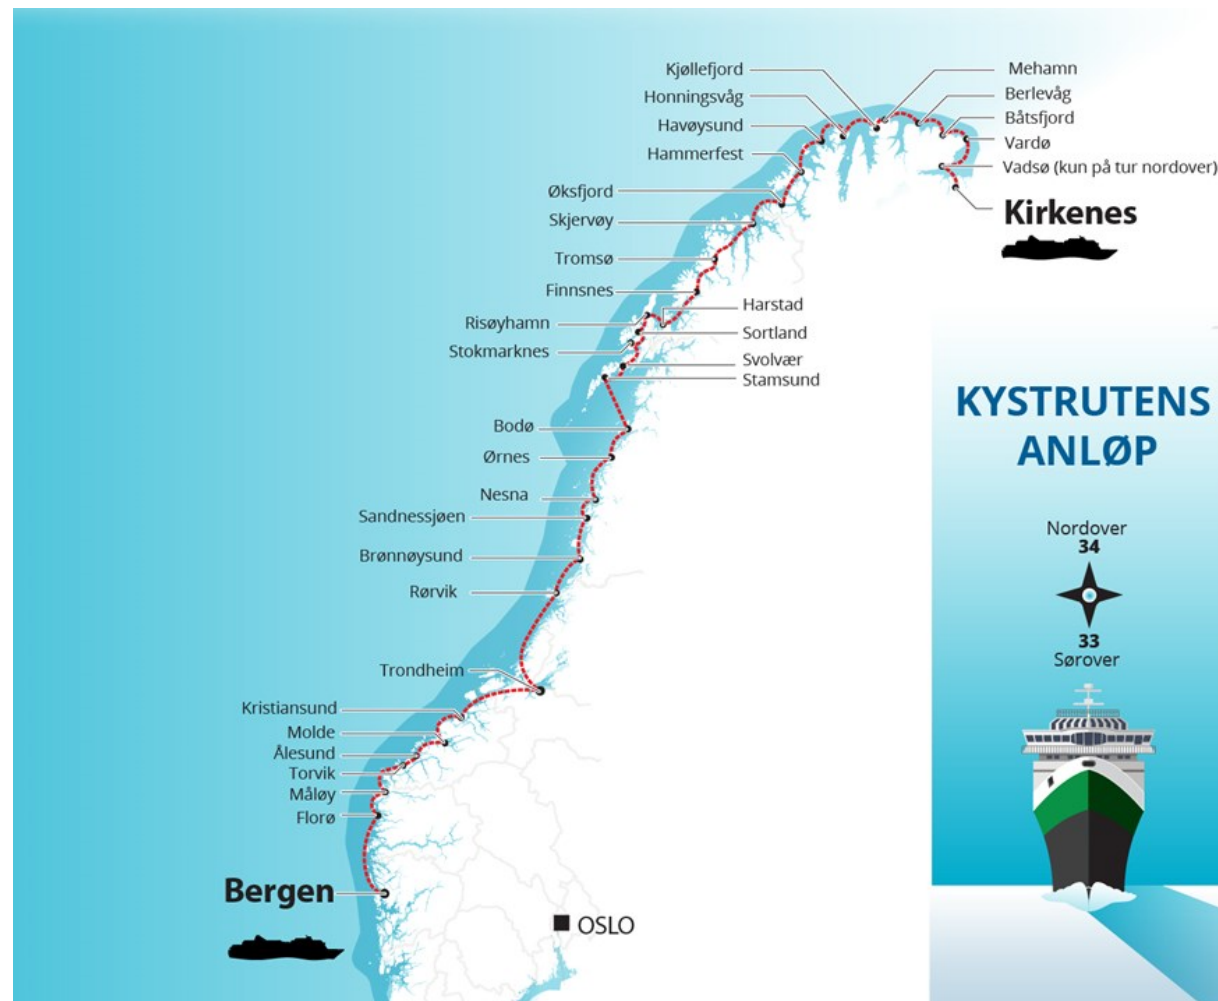 Kjøllefjord
Honningsvåg
Havøysund
Hammerfest
Øksfjord
Skjervøy
Tromsø
Finnsnes
Risøyhamn
Stokmarknes
Bodø
Ørnes
Nesna
Sandnessjøen
Brønnøysund
Rørvik
Trondheim
Kristiansund
Molde
Ålesund
Torvik
Måløy
Florø
Bergen
OSLO
Mehamn
Berlevåg
Båtsfjord
Vardø
Vadsø (kun på tur nordover)
Kirkenes
Harstad
Sortland
Svolvær
Stamsund
KYSTRUTENS
ANLØP
Nordover
34
33
Sørover